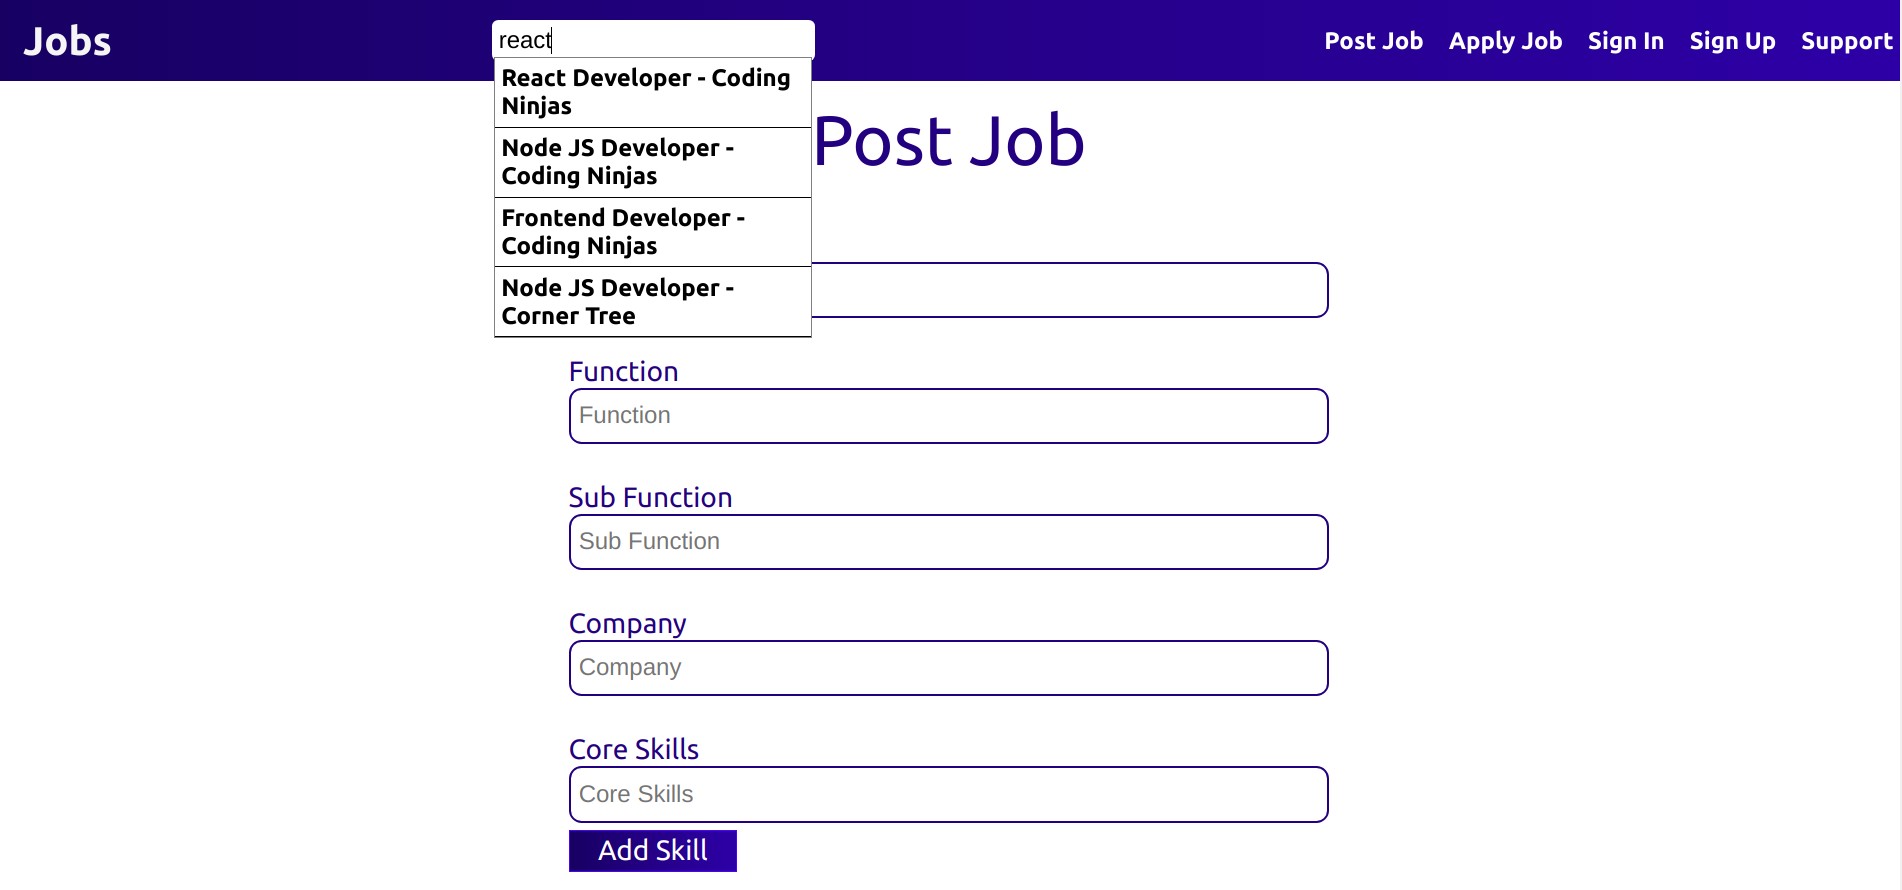 Jobs
react
Post Job
Apply Job
Sign In
Sign Up
Support
React Developer - Coding
Ninjas
Node JS Developer -
Coding Ninjas
Frontend Developer -
Coding Ninjas
Node JS Developer -
Corner Tree
Post Job
Function
Function
Sub Function
Sub Function
Company
Company
Core Skills
Core Skills
Add Skill